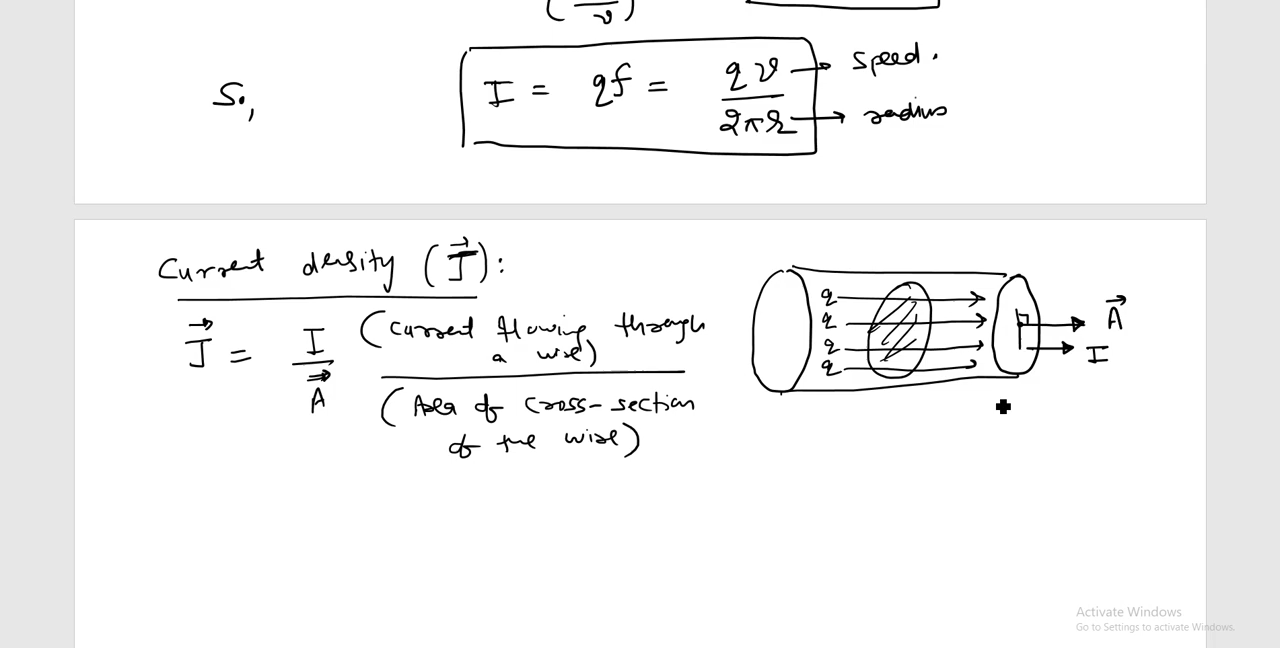 So,
I = qf = qv / 2πr → speed.
→ radius
Current density (J⃗):
J⃗ = I / A⃗ (Current flowing through a wire) / (Area of cross-section of the wire)
q
q
q
q
A⃗
I
Activate Windows
Go to Settings to activate Windows.